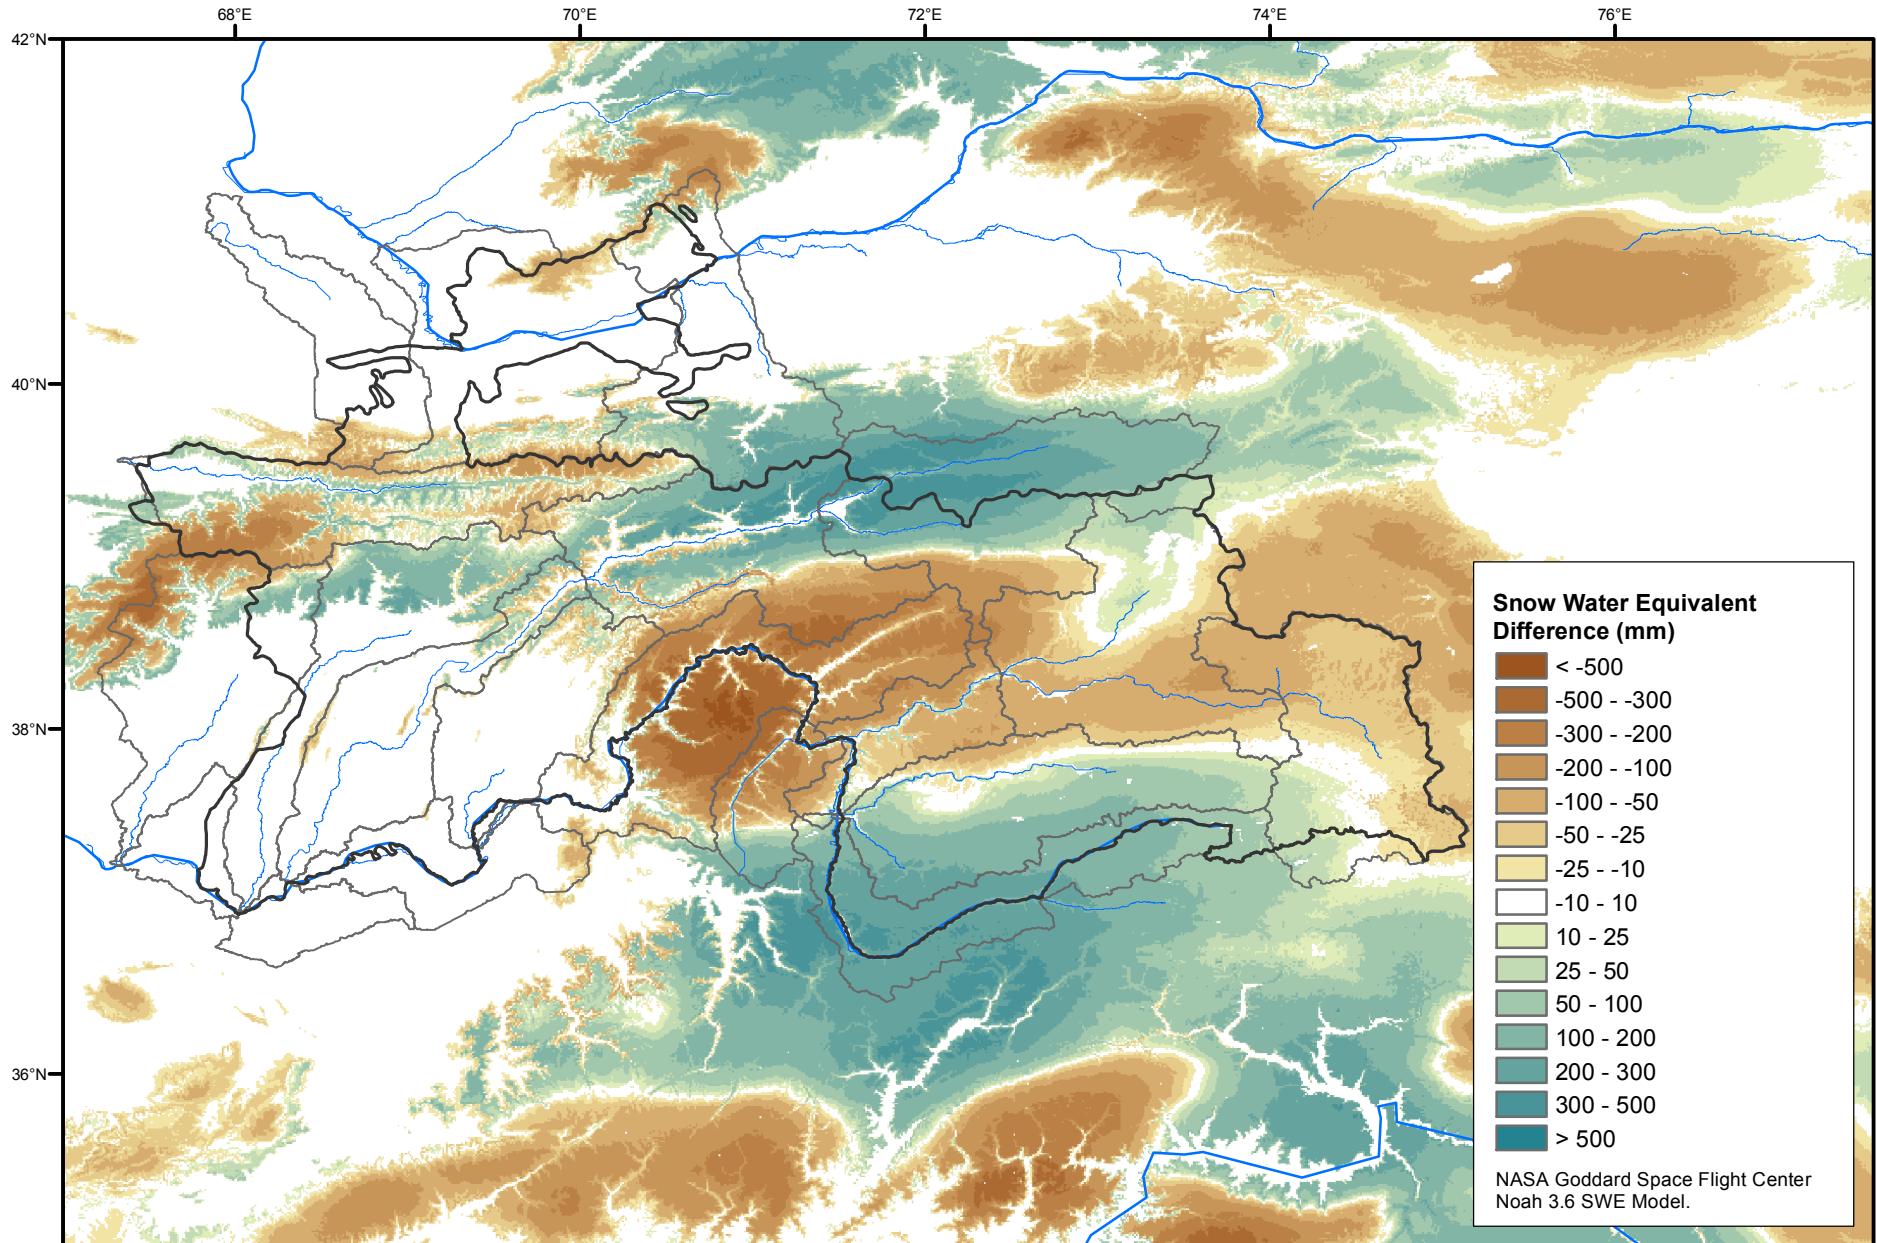 68°E
70°E
72°E
74°E
76°E
42°N
40°N
38°N
36°N
Snow Water Equivalent
Difference (mm)
< -500
-500 - -300
-300 - -200
-200 - -100
-100 - -50
-50 - -25
-25 - -10
-10 - 10
10 - 25
25 - 50
50 - 100
100 - 200
200 - 300
300 - 500
> 500
NASA Goddard Space Flight Center
Noah 3.6 SWE Model.